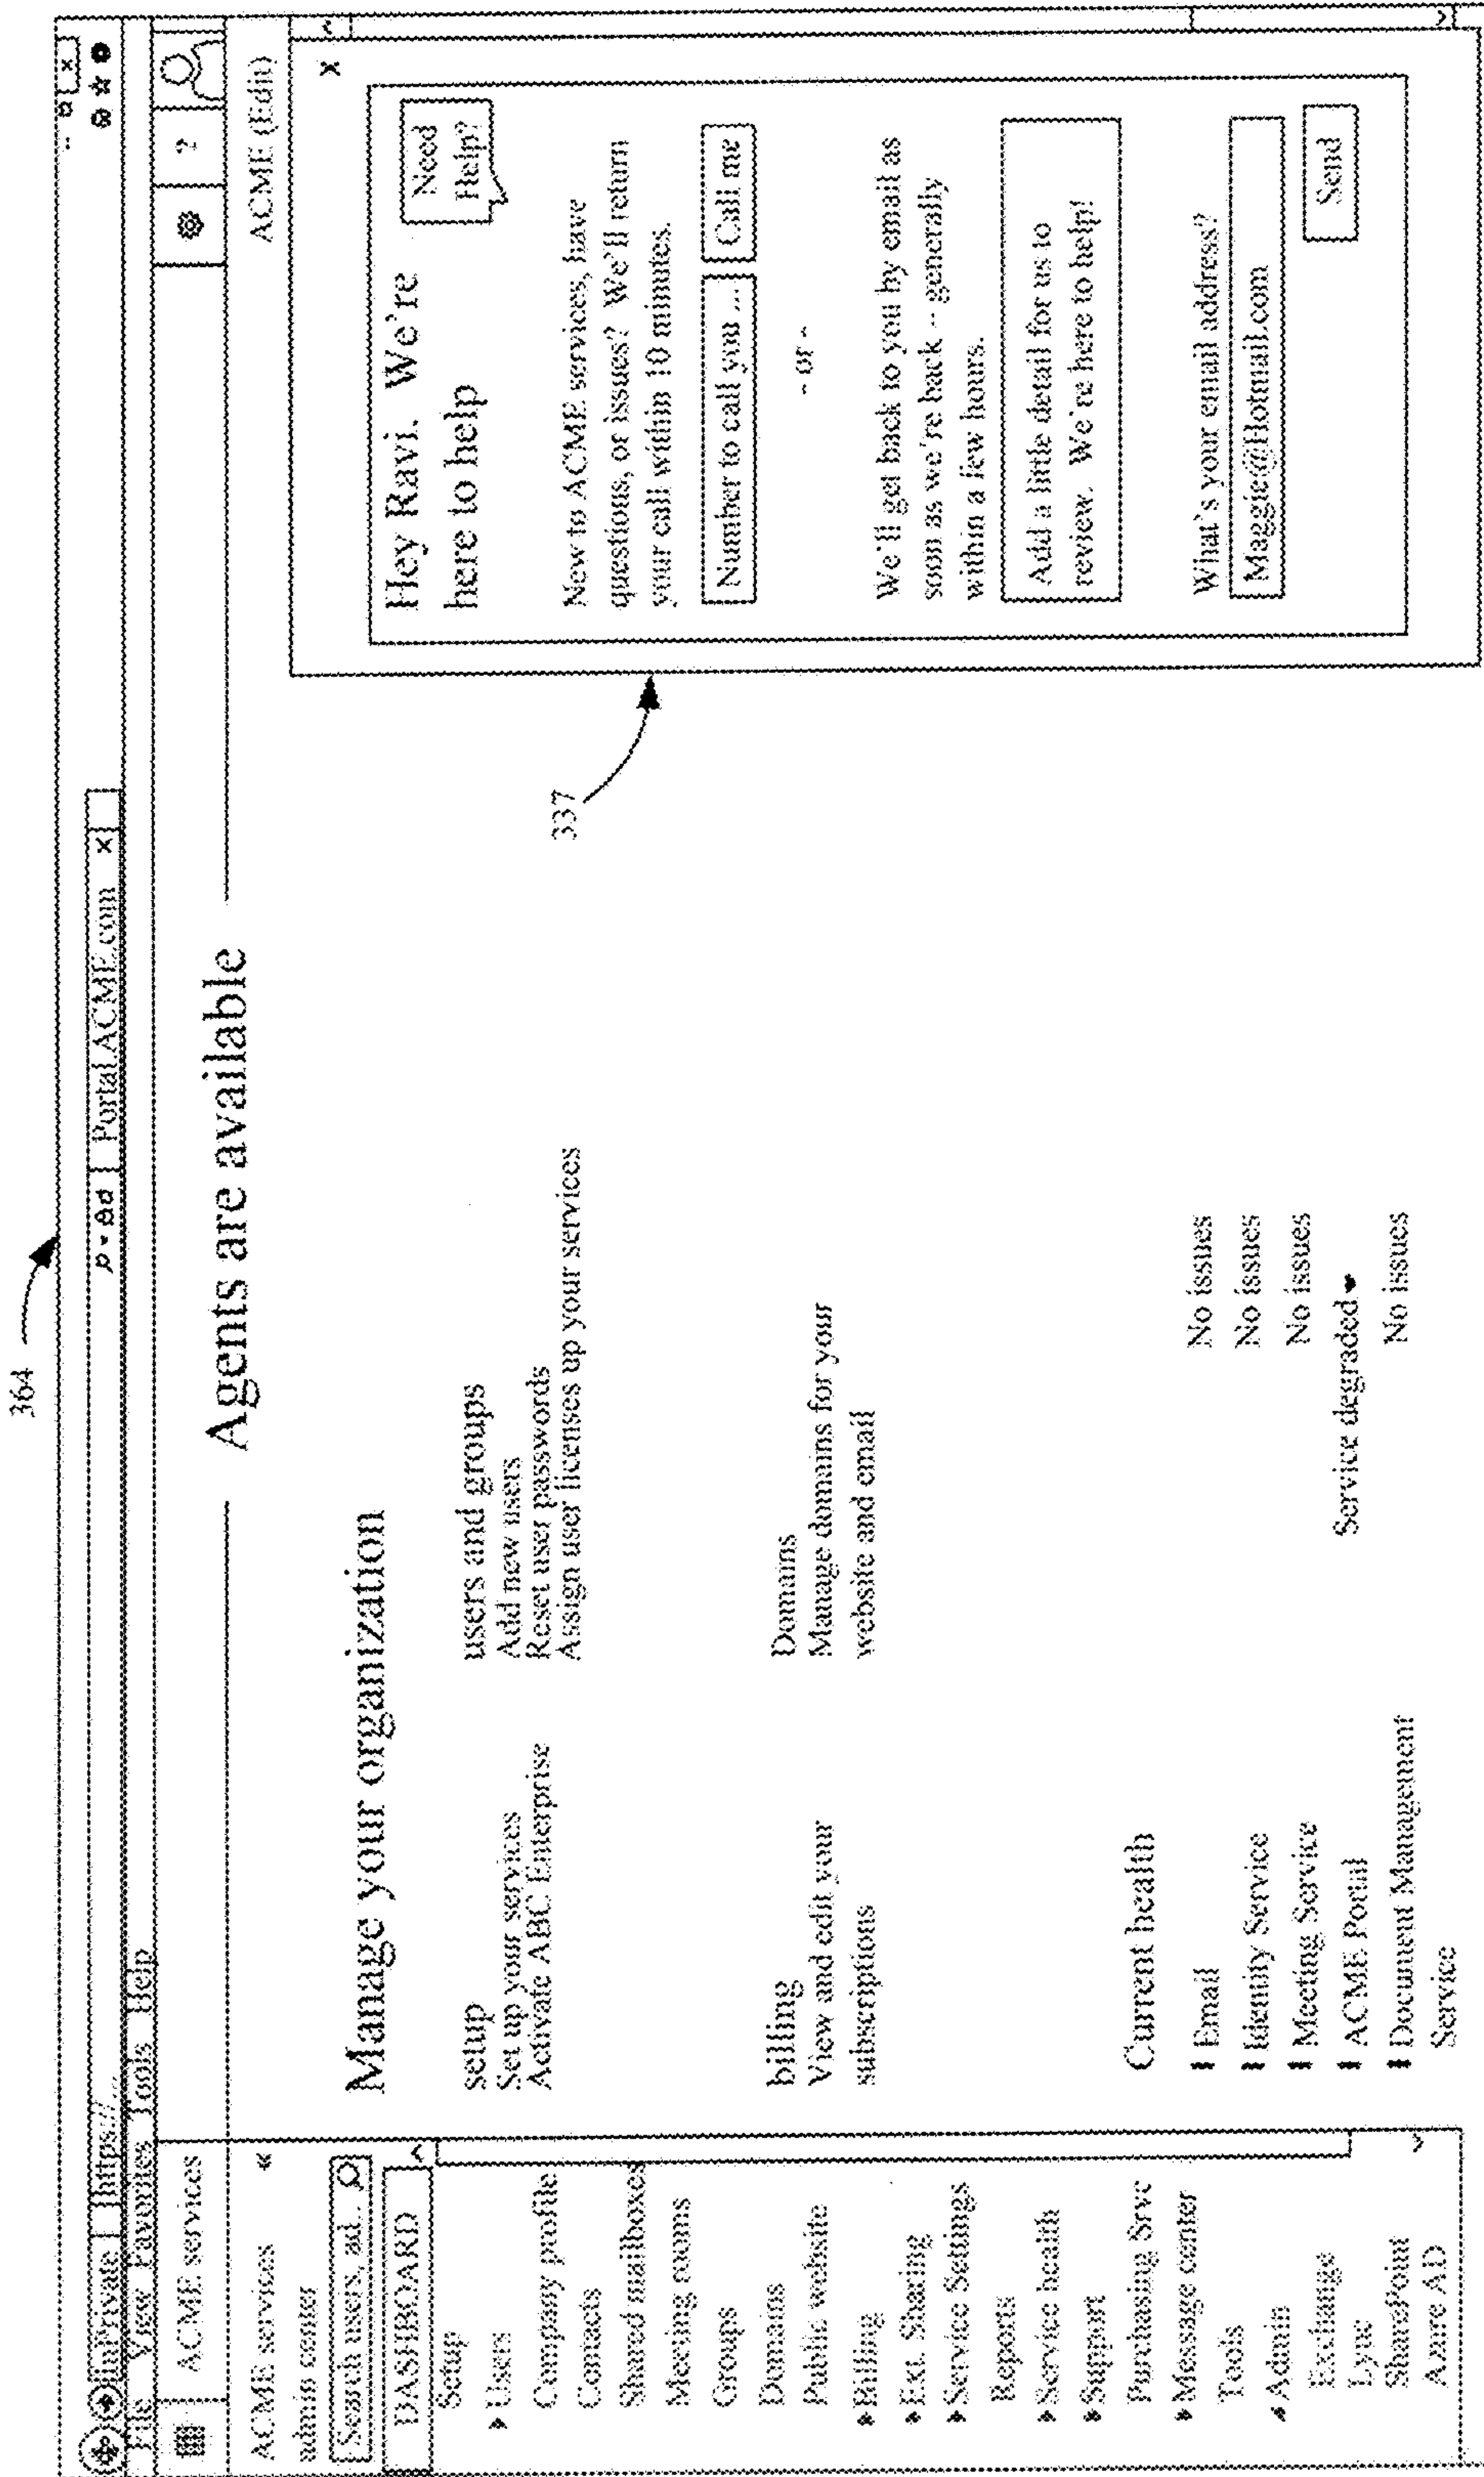 364
InPrivate | https://...
Portal.ACME.com x
File View Favorites Tools Help
ACME services
?
Agents are available
ACME (Edit)
ACME services
admin center
Search users, ad..
DASHBOARD
Setup
Users
Company profile
Contacts
Shared mailboxes
Meeting rooms
Groups
Domains
Public website
Billing
Ext. Sharing
Service Setings
Reports
Service health
Support
Purchasing Srvc
Message center
Tools
Admin
Exchange
Lync
SharePoint
Azure AD
Manage your organization
setup
Set up your services
Activate ABC Enterprise
users and groups
Add new users
Reset user passwords
Assign user licenses up your services
billing
View and edit your
subscriptions
Domains
Manage domains for your
website and email
Current health
Email No issues
Identity Service No issues
Meeting Service No issues
ACME Portal Service degraded
Document Management No issues
Service
337
X
Hey Ravi. We're
here to help
Need
Help?
New to ACME services, have
questions, or issues? We'll return
your call within 10 minutes.
Number to call you ... Call me
- or -
We'll get back to you by email as
soon as we're back -- generally
within a few hours.
Add a little detail for us to
review. We're here to help!
What's your email address?
Maggie@Hotmail.com
Send